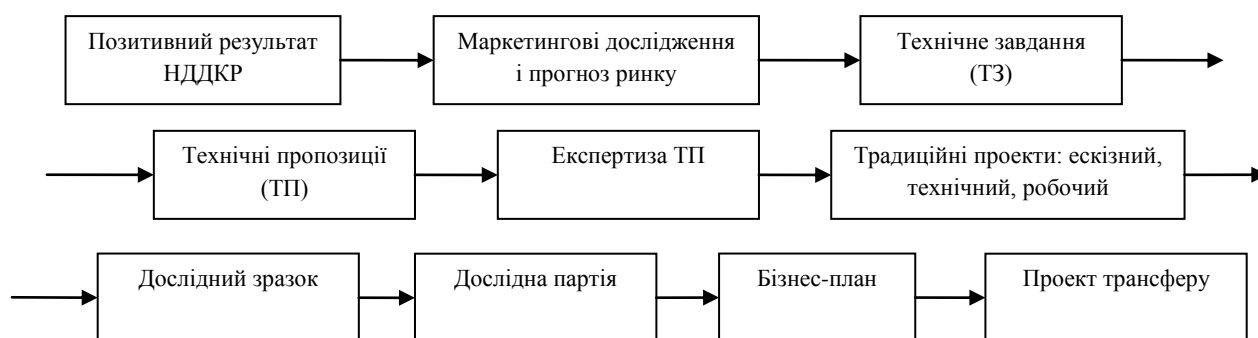 Позитивний результат
НДДКР
Маркетингові дослідження
і прогноз ринку
Технічне завдання
(ТЗ)
Технічні пропозиції
(ТП)
Експертиза ТП
Традиційні проекти: ескізний,
технічний, робочий
Дослідний зразок
Дослідна партія
Бізнес-план
Проект трансферу